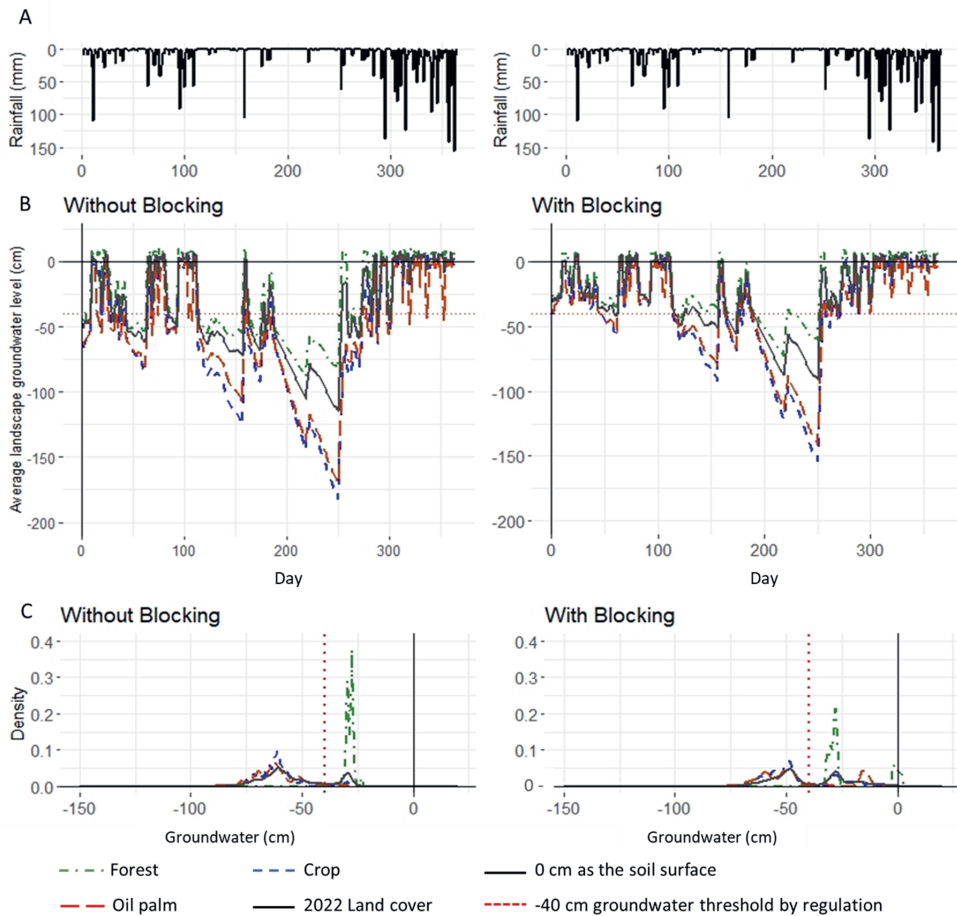 A
Rainfall (mm)
0
50
100
150
0 100 200 300
Rainfall (mm)
0
50
100
150
0 100 200 300
B
Without Blocking
Average landscape groundwater level (cm)
0
-50
-100
-150
-200
0 100 200 300
Day
With Blocking
0
-50
-100
-150
-200
0 100 200 300
Day
C
Without Blocking
Density
0.4
0.3
0.2
0.1
0.0
-150 -100 -50 0
Groundwater (cm)
With Blocking
0.4
0.3
0.2
0.1
0
-150 -100 -50 0
Groundwater (cm)
Forest Crop 0 cm as the soil surface
Oil palm 2022 Land cover -40 cm groundwater threshold by regulation